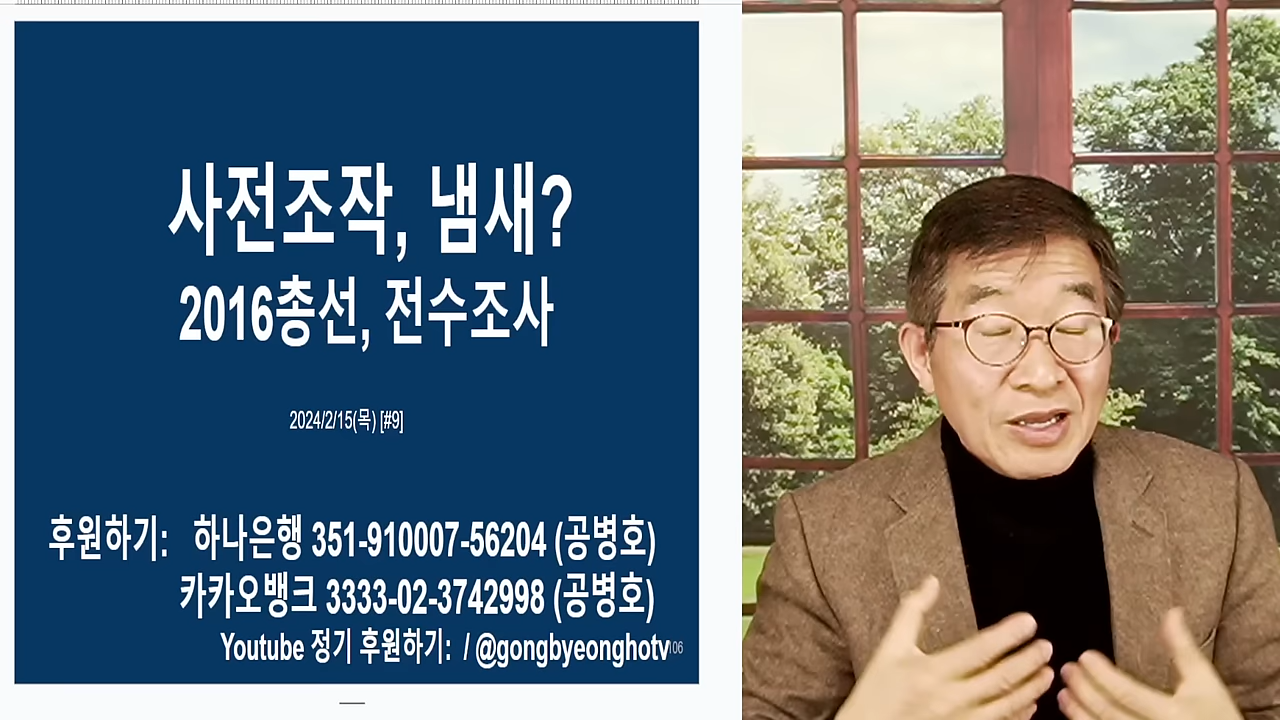 사전조작, 냄새?
2016총선, 전수조사
2024/2/15(목) [#9]
후원하기: 하나은행 351-910007-56204 (공병호)
카카오뱅크 3333-02-3742998 (공병호)
Youtube 정기 후원하기: / @gongbyeonghotv
106